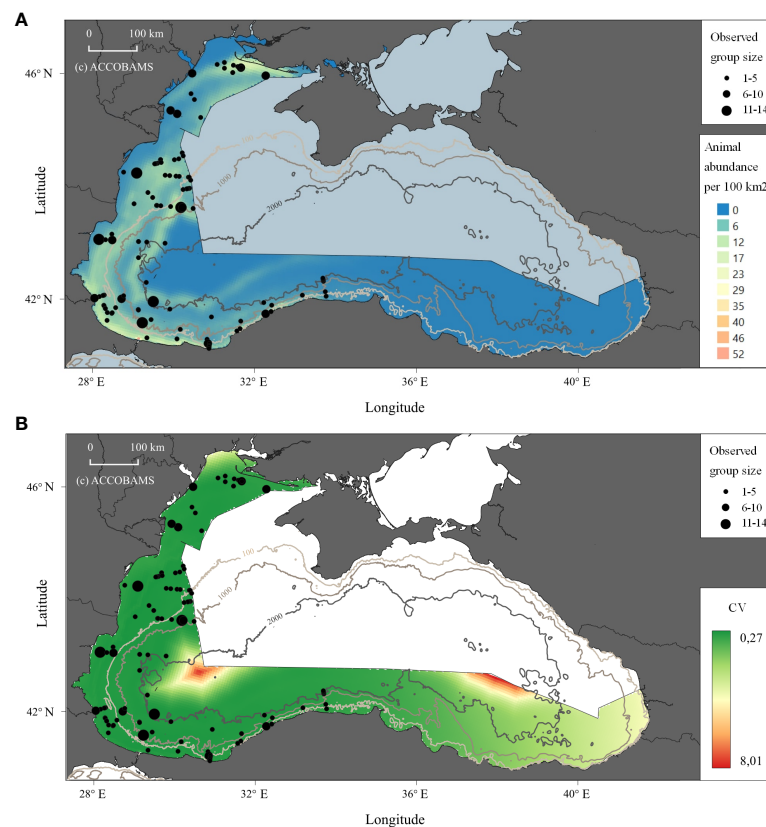 A
0 100 km
(c) ACCOBAMS
46° N
42° N
Latitude
1000
2000
28° E 32° E 36° E 40° E
Longitude
Observed
group size
1-5
6-10
11-14
Animal
abundance
per 100 km2
0
6
12
17
23
29
35
40
46
52
B
0 100 km
(c) ACCOBAMS
46° N
42° N
Latitude
100
1000
2000
28° E 32° E 36° E 40° E
Longitude
Observed
group size
1-5
6-10
11-14
CV
0,27
8,01